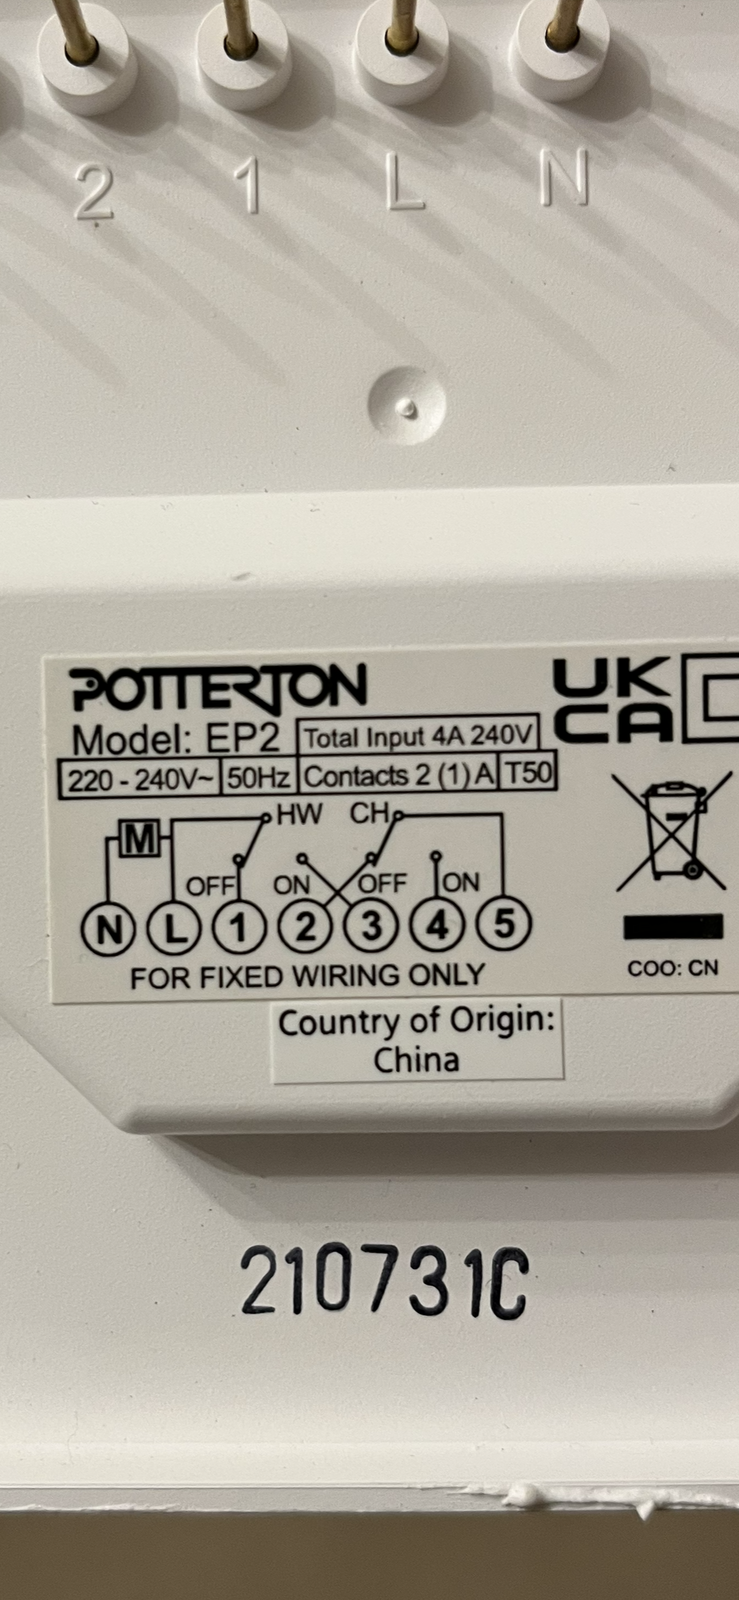 2 1 L N
POTTERTON
UK
CA
Model: EP2
Total Input 4A 240V
220 - 240V~ 50Hz Contacts 2 (1) A T50
M
HW CH
OFF ON OFF ON
N L 1 2 3 4 5
FOR FIXED WIRING ONLY
COO: CN
Country of Origin:
China
210731C